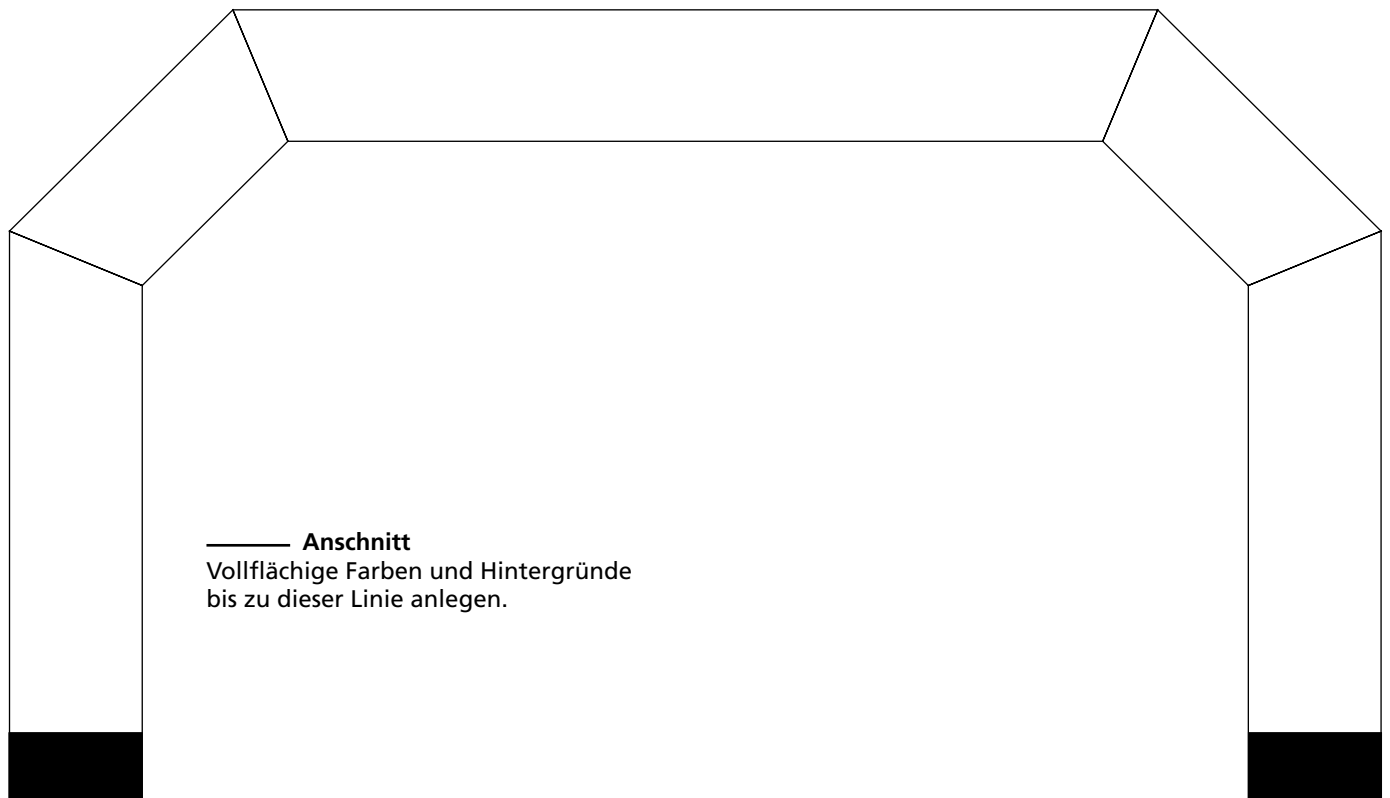 Anschnitt
Vollflächige Farben und Hintergründe
bis zu dieser Linie anlegen.